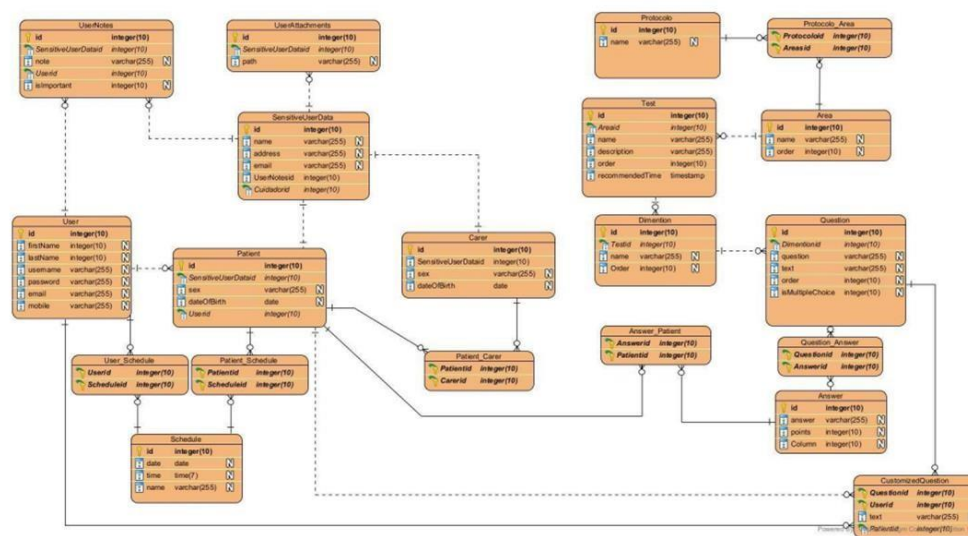 UserNotes
id integer(10)
SensitiveUserDataid integer(10)
note varchar(255) N
Userid integer(10)
isImportant integer(10) N
UserAttachments
id integer(10)
SensitiveUserDataid integer(10)
path varchar(255) N
Protocolo
id integer(10)
name varchar(255) N
Protocolo_Area
Protocoloid integer(10)
Areasid integer(10)
SensitiveUserData
id integer(10)
name varchar(255) N
address varchar(255) N
email varchar(255) N
UserNotesid integer(10)
Cuidadorid integer(10)
Test
id integer(10)
Areaid integer(10)
name varchar(255)
description varchar(255)
order integer(10)
recommendedTime timestamp
Area
id integer(10)
name varchar(255) N
order integer(10) N
User
id integer(10)
firstName integer(10) N
lastName integer(10) N
username varchar(255) N
password varchar(255) N
email varchar(255) N
mobile varchar(255) N
Patient
id integer(10)
SensitiveUserDataid integer(10)
sex varchar(255) N
dateOfBirth date N
Userid integer(10)
Carer
id integer(10)
SensitiveUserDataid integer(10)
sex varchar(255) N
dateOfBirth date N
Dimention
id integer(10)
Testid integer(10)
name varchar(255) N
Order integer(10) N
Question
id integer(10)
Dimentionid integer(10)
question varchar(255) N
text varchar(255) N
order integer(10) N
isMultipleChoice integer(10) N
User_Schedule
Userid integer(10)
Scheduleid integer(10)
Patient_Schedule
Patientid integer(10)
Scheduleid integer(10)
Patient_Carer
Patientid integer(10)
Carerid integer(10)
Answer_Patient
Answerid integer(10)
Patientid integer(10)
Question_Answer
Questionid integer(10)
Answerid integer(10)
Answer
id integer(10)
answer varchar(255) N
points integer(10) N
Column integer(10) N
Schedule
id integer(10)
date date N
time time(7) N
name varchar(255) N
CustomizedQuestion
Questionid integer(10)
Userid integer(10)
text varchar(255)
Patientid integer(10)